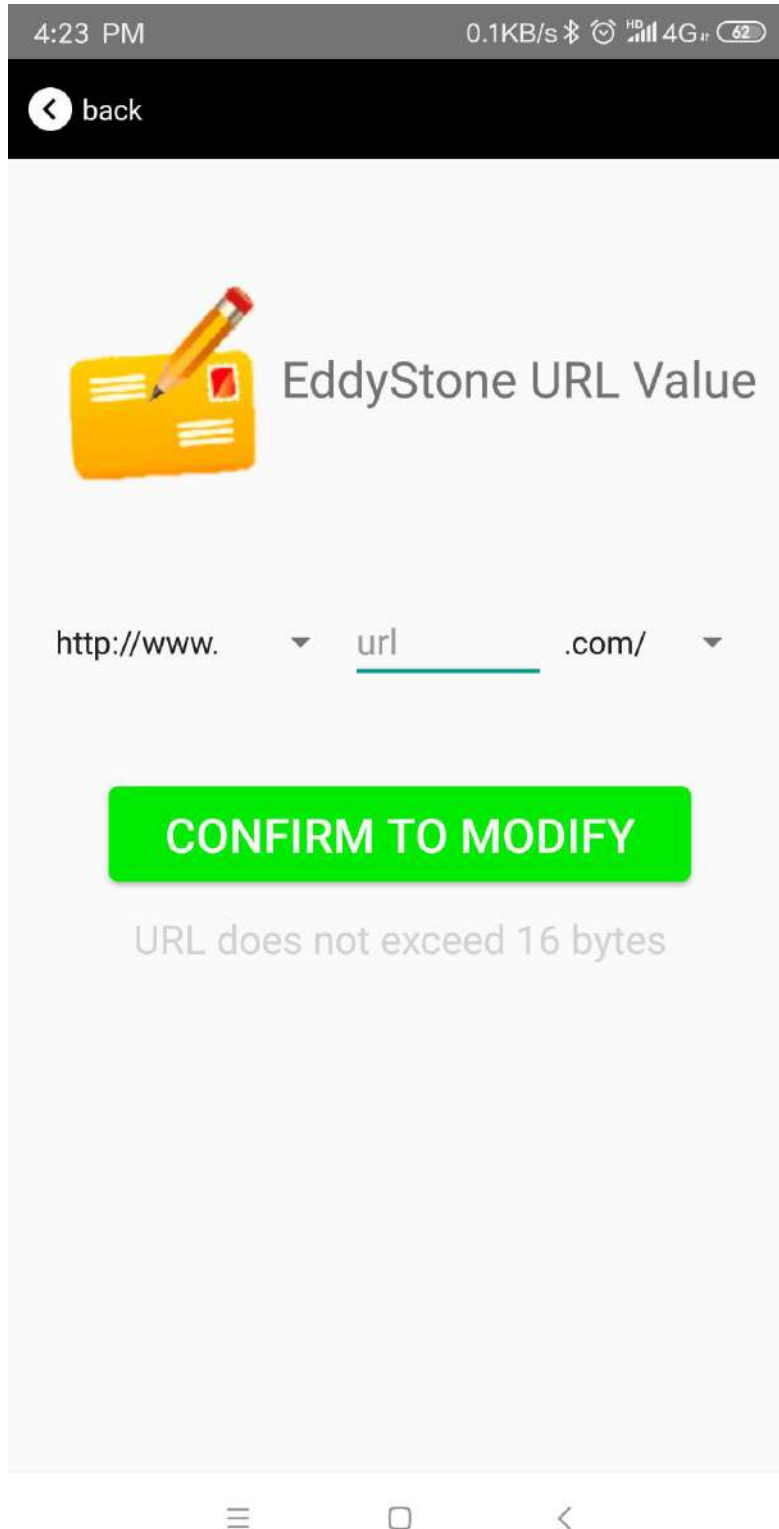 4:23 PM 0.1KB/s HD 4G 62
back
EddyStone URL Value
http://www. url .com/
CONFIRM TO MODIFY
URL does not exceed 16 bytes